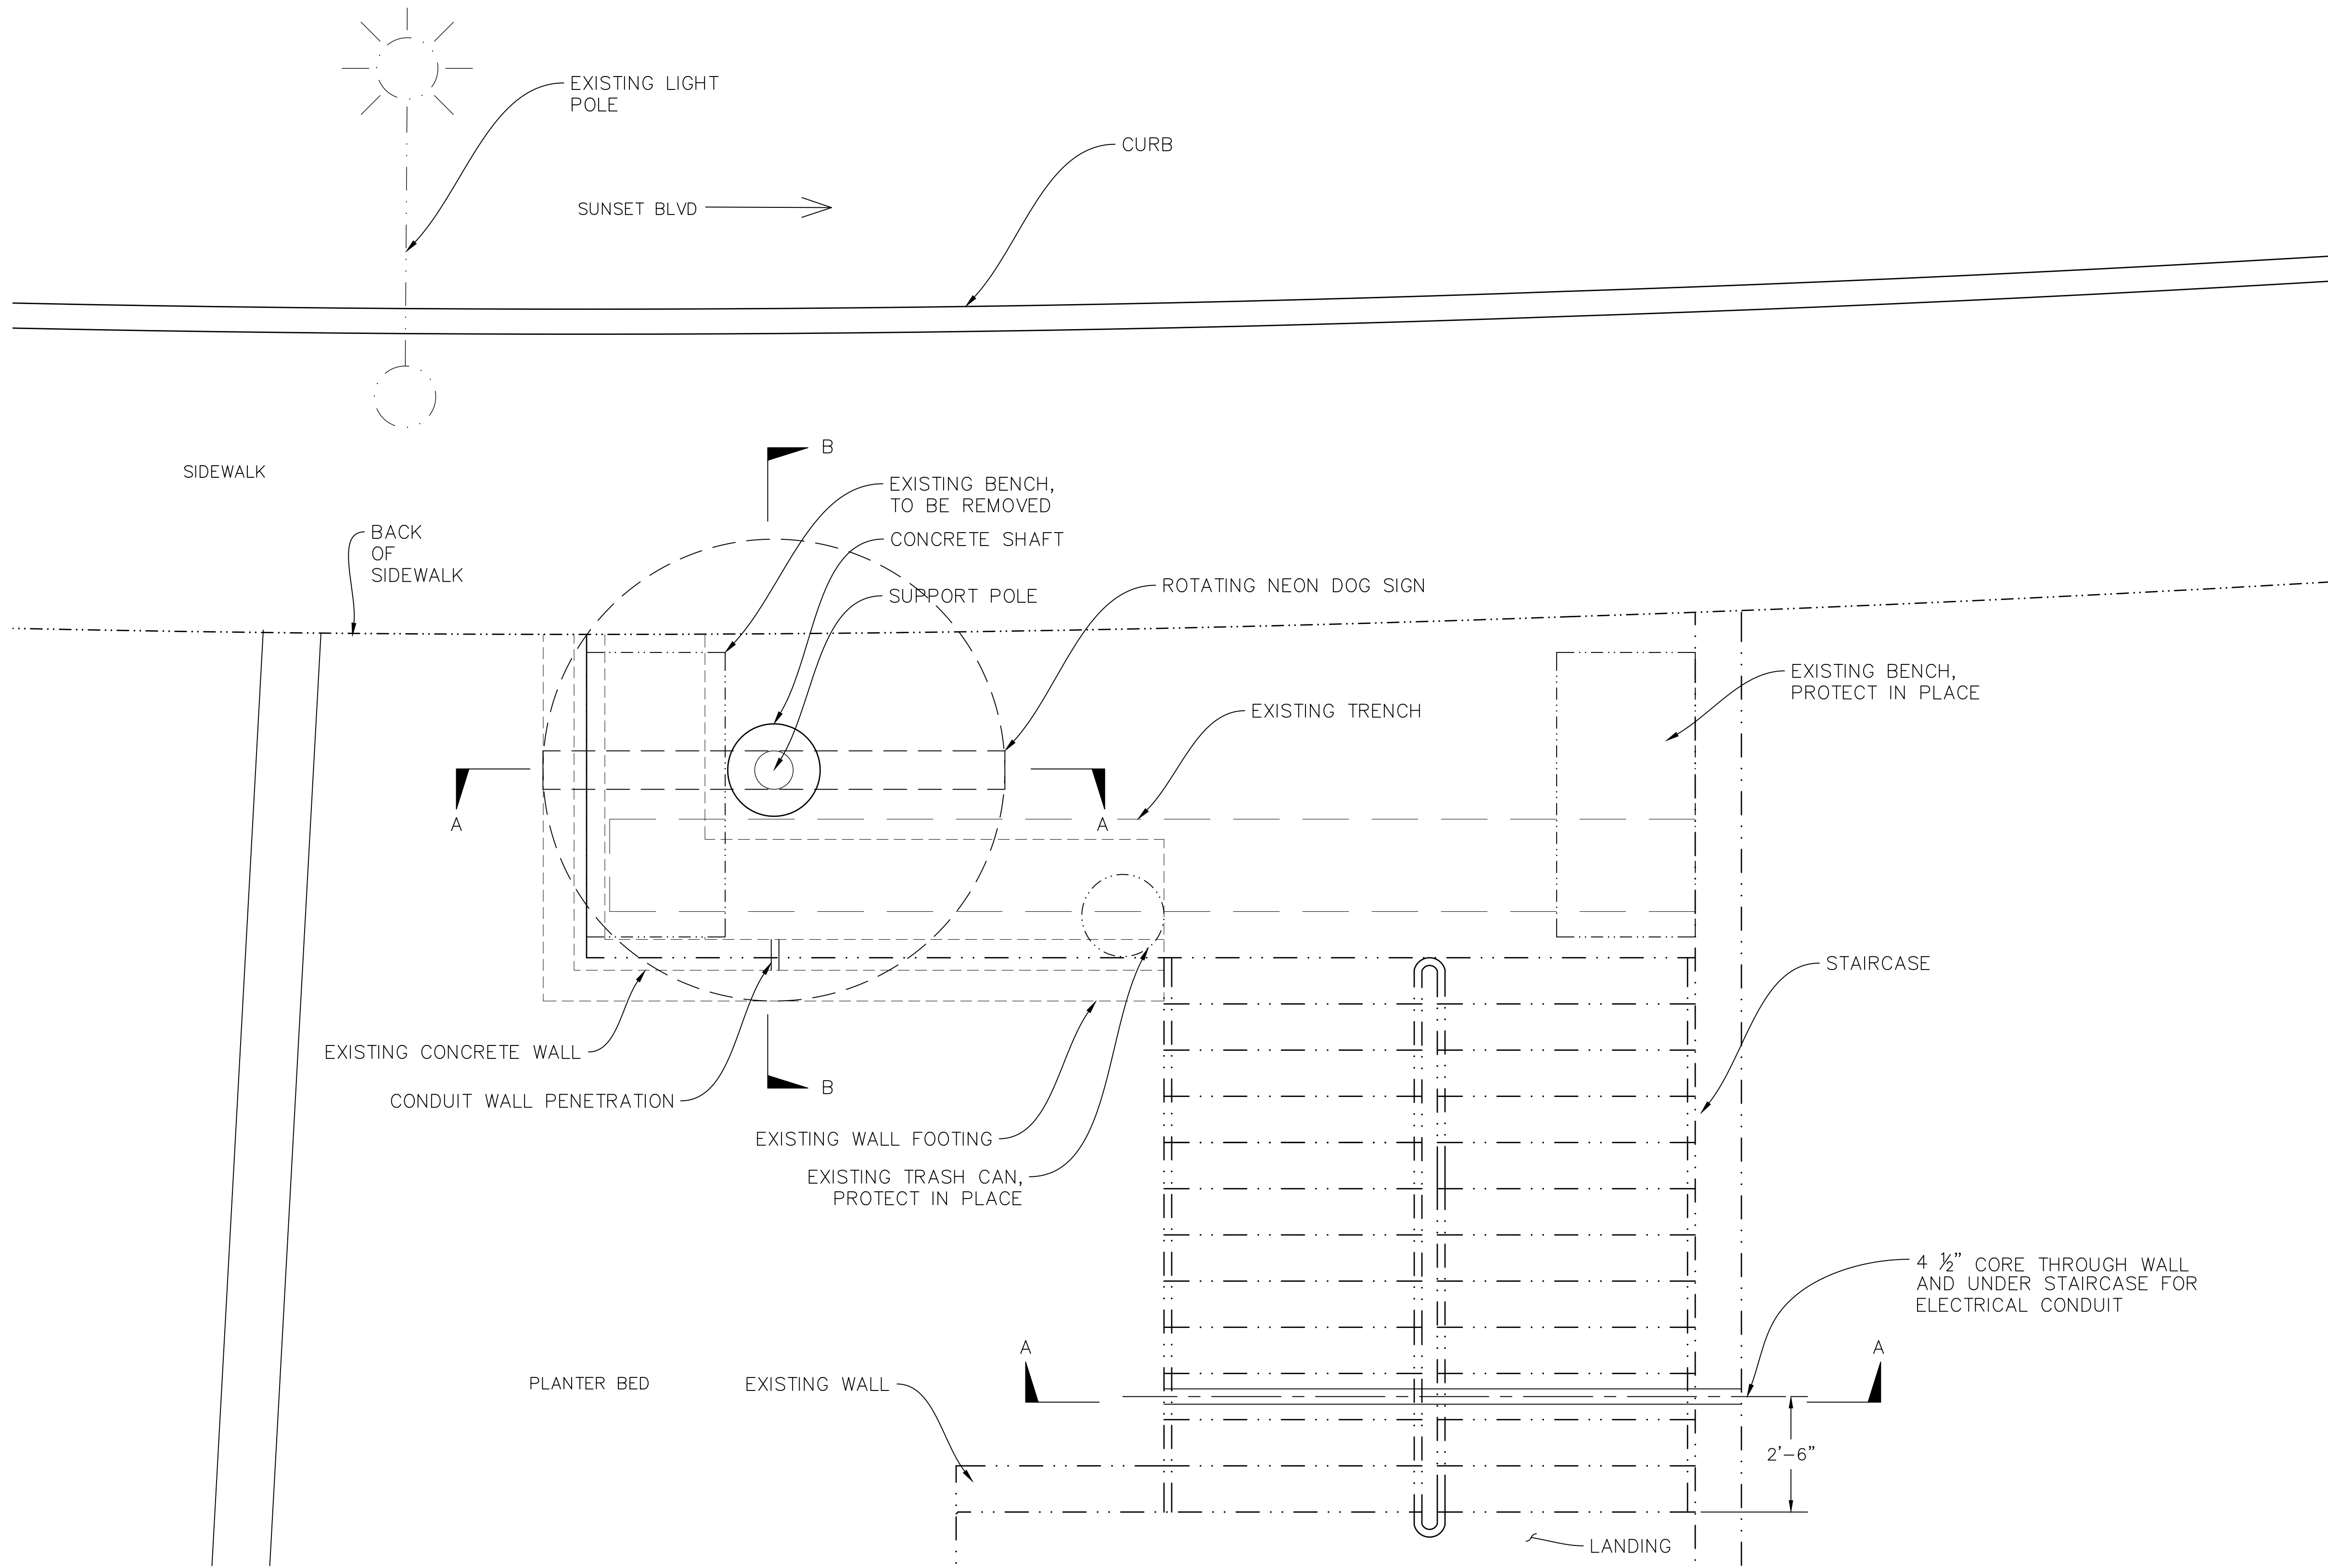 EXISTING LIGHT
POLE
CURB
SUNSET BLVD
B
SIDEWALK
EXISTING BENCH,
TO BE REMOVED
BACK
OF
SIDEWALK
CONCRETE SHAFT
ROTATING NEON DOG SIGN
SUPPORT POLE
EXISTING BENCH,
PROTECT IN PLACE
EXISTING TRENCH
A
A
STAIRCASE
EXISTING CONCRETE WALL
B
CONDUIT WALL PENETRATION
EXISTING WALL FOOTING
EXISTING TRASH CAN,
PROTECT IN PLACE
4 ½" CORE THROUGH WALL
AND UNDER STAIRCASE FOR
ELECTRICAL CONDUIT
A
A
PLANTER BED
EXISTING WALL
2'-6"
LANDING